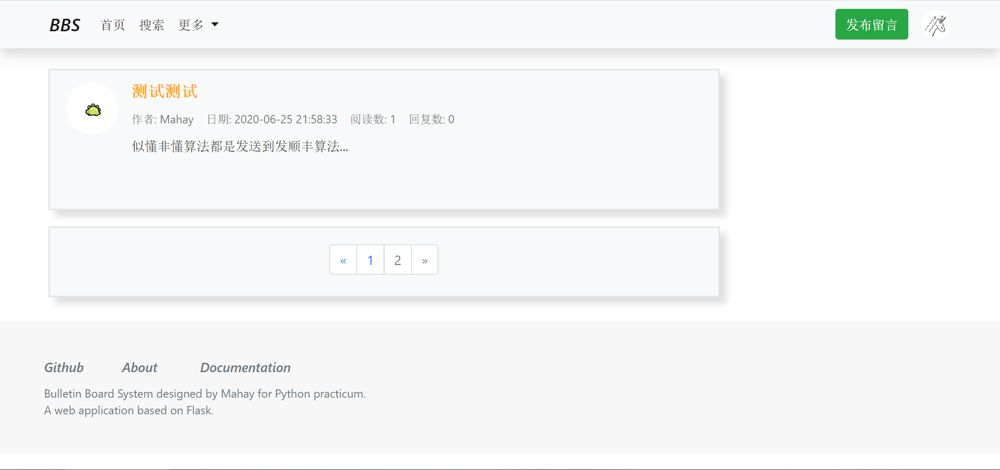 BBS 首页 搜索 更多 发布留言
测试测试
作者: Mahay 日期: 2020-06-25 21:58:33 阅读数: 1 回复数: 0
似懂非懂算法都是发送到发顺丰算法...
« 1 2 »
Github About Documentation
Bulletin Board System designed by Mahay for Python practicum.
A web application based on Flask.